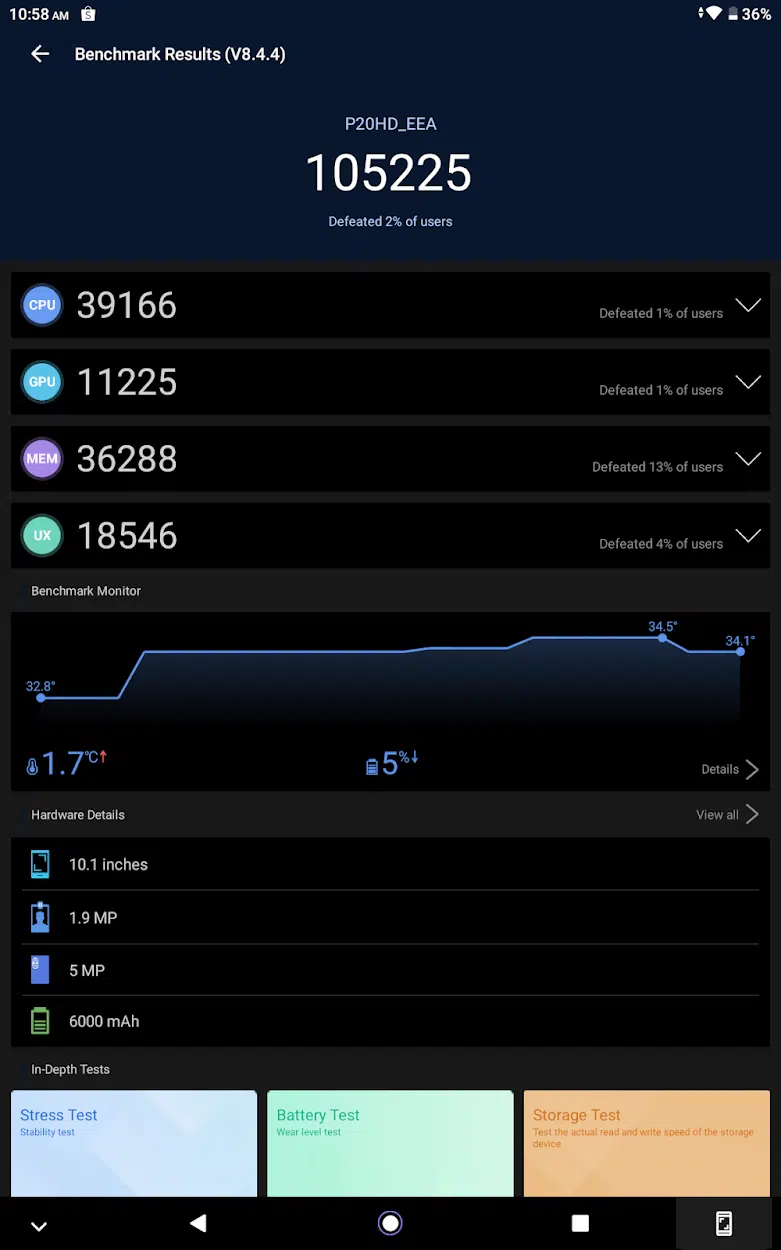 10:58 AM
36%
Benchmark Results (V8.4.4)
P20HD_EEA
105225
Defeated 2% of users
CPU 39166 Defeated 1% of users
GPU 11225 Defeated 1% of users
MEM 36288 Defeated 13% of users
UX 18546 Defeated 4% of users
Benchmark Monitor
32.8°
34.5°
34.1°
1.7°C↑
5%↓
Details
Hardware Details
View all
10.1 inches
1.9 MP
5 MP
6000 mAh
In-Depth Tests
Stress Test
Stability test
Battery Test
Wear level test
Storage Test
Test the actual read and write speed of the storage
device